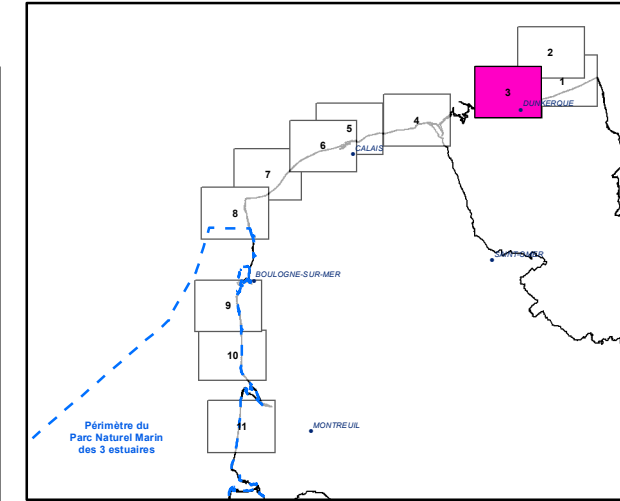 2
1
3
DUNKERQUE
4
5
6
CALAIS
7
8
SAINT-OMER
BOULOGNE-SUR-MER
9
10
11
MONTREUIL
Périmètre du
Parc Naturel Marin
des 3 estuaires